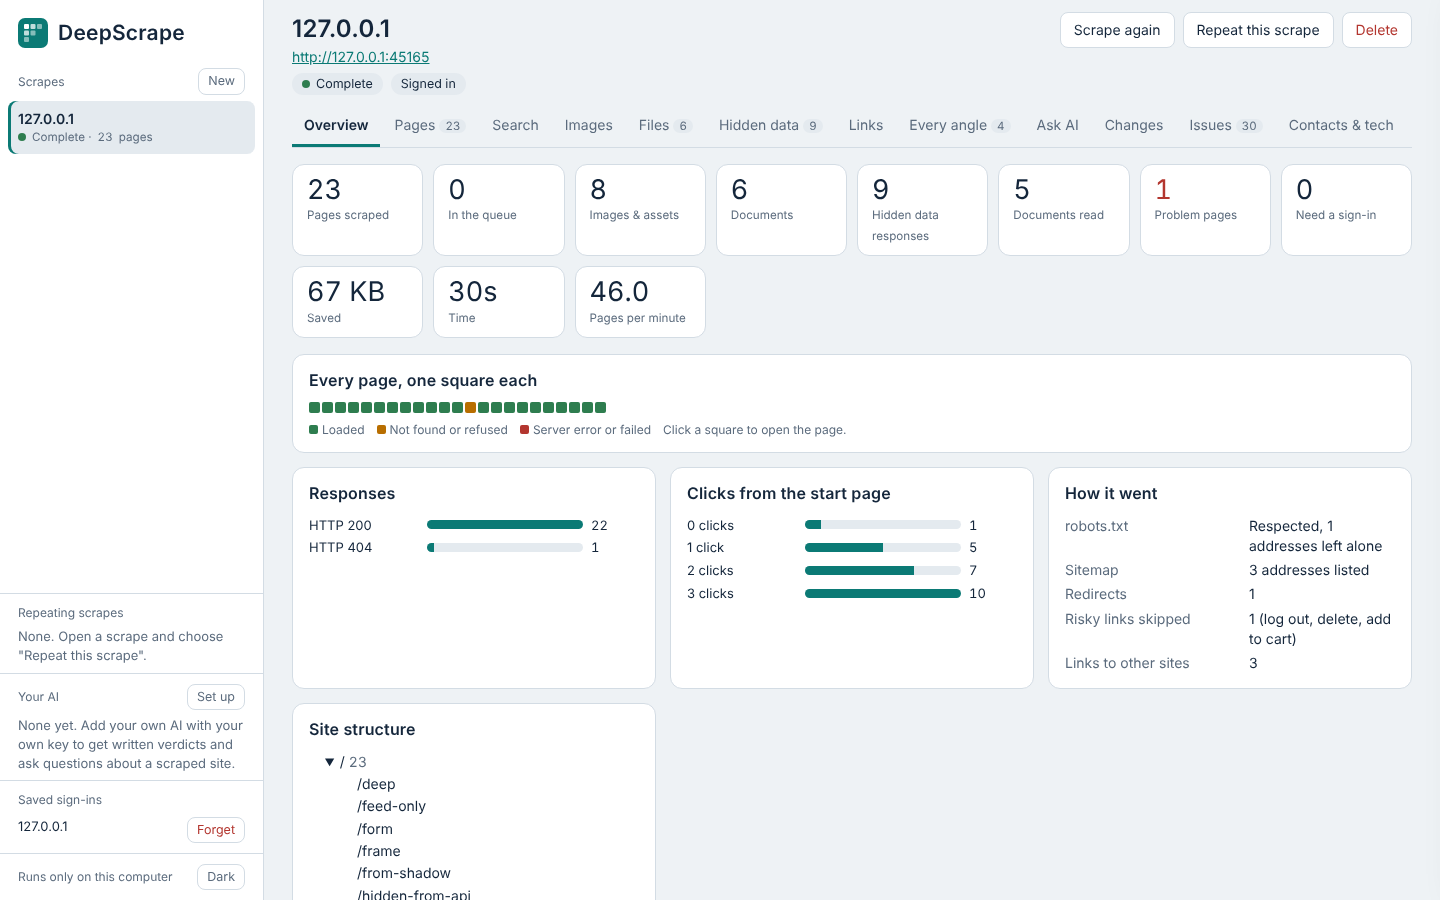 DeepScrape
Scrapes
New
127.0.0.1
Complete · 23 pages
Repeating scrapes
None. Open a scrape and choose
"Repeat this scrape".
Your AI
Set up
None yet. Add your own AI with your
own key to get written verdicts and
ask questions about a scraped site.
Saved sign-ins
127.0.0.1
Forget
Runs only on this computer
Dark
127.0.0.1
http://127.0.0.1:45165
Complete
Signed in
Scrape again
Repeat this scrape
Delete
Overview
Pages 23
Search
Images
Files 6
Hidden data 9
Links
Every angle 4
Ask AI
Changes
Issues 30
Contacts & tech
23
Pages scraped
0
In the queue
8
Images & assets
6
Documents
9
Hidden data
responses
5
Documents read
1
Problem pages
0
Need a sign-in
67 KB
Saved
30s
Time
46.0
Pages per minute
Every page, one square each
Loaded
Not found or refused
Server error or failed
Click a square to open the page.
Responses
HTTP 200 22
HTTP 404 1
Clicks from the start page
0 clicks 1
1 click 5
2 clicks 7
3 clicks 10
How it went
robots.txt Respected, 1
addresses left alone
Sitemap 3 addresses listed
Redirects 1
Risky links skipped 1 (log out, delete, add
to cart)
Links to other sites 3
Site structure
▼ / 23
/deep
/feed-only
/form
/frame
/from-shadow
/hidden-from-api